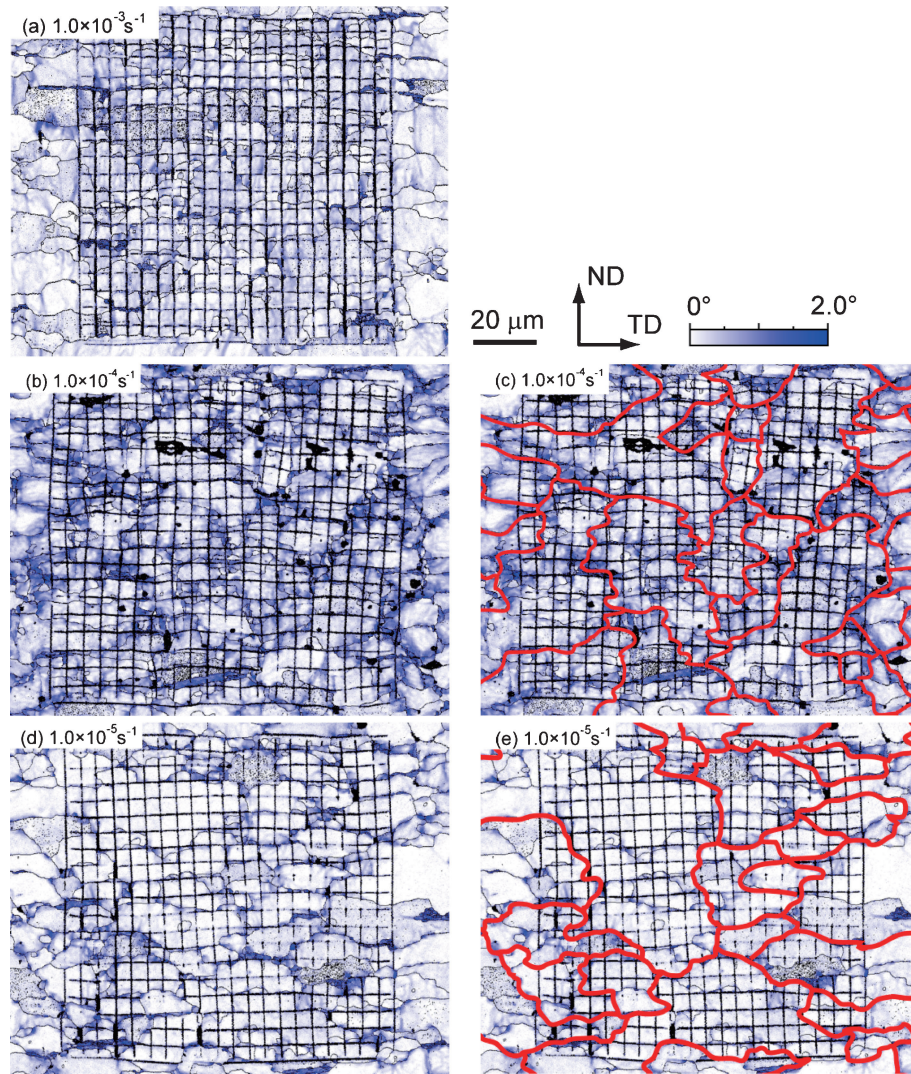 (a) 1.0×10⁻³s⁻¹
ND
TD
20 μm
0° 2.0°
(b) 1.0×10⁻⁴s⁻¹
(c) 1.0×10⁻⁴s⁻¹
(d) 1.0×10⁻⁵s⁻¹
(e) 1.0×10⁻⁵s⁻¹